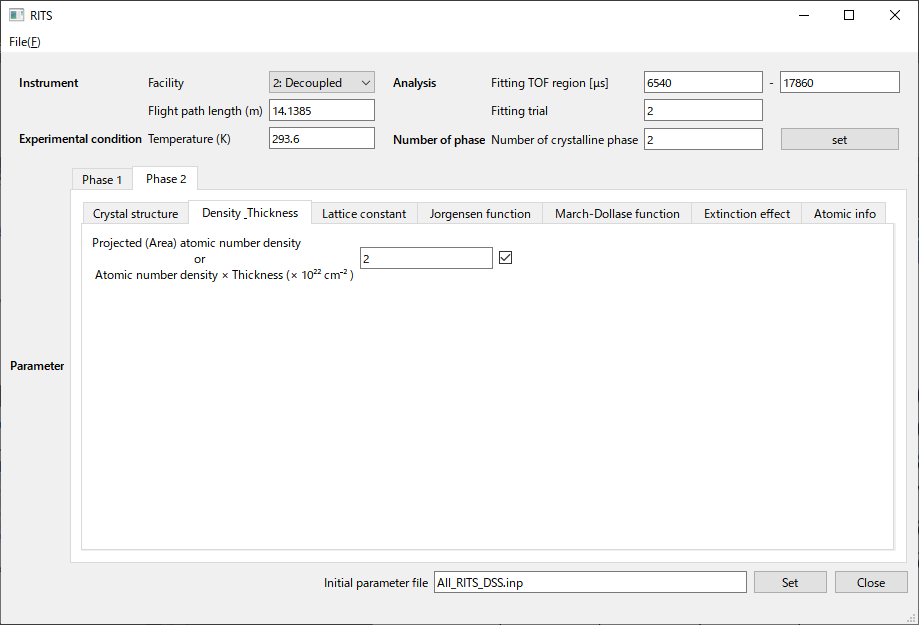 RITS
File(F)
Instrument Facility 2: Decoupled Analysis Fitting TOF region [μs] 6540 - 17860
Flight path length (m) 14.1385 Fitting trial 2
Experimental condition Temperature (K) 293.6 Number of phase Number of crystalline phase 2 set
Phase 1 Phase 2
Crystal structure Density_Thickness Lattice constant Jorgensen function March-Dollase function Extinction effect Atomic info
Projected (Area) atomic number density
or
Atomic number density × Thickness (× 10²² cm⁻² ) 2
Parameter
Initial parameter file All_RITS_DSS.inp Set Close